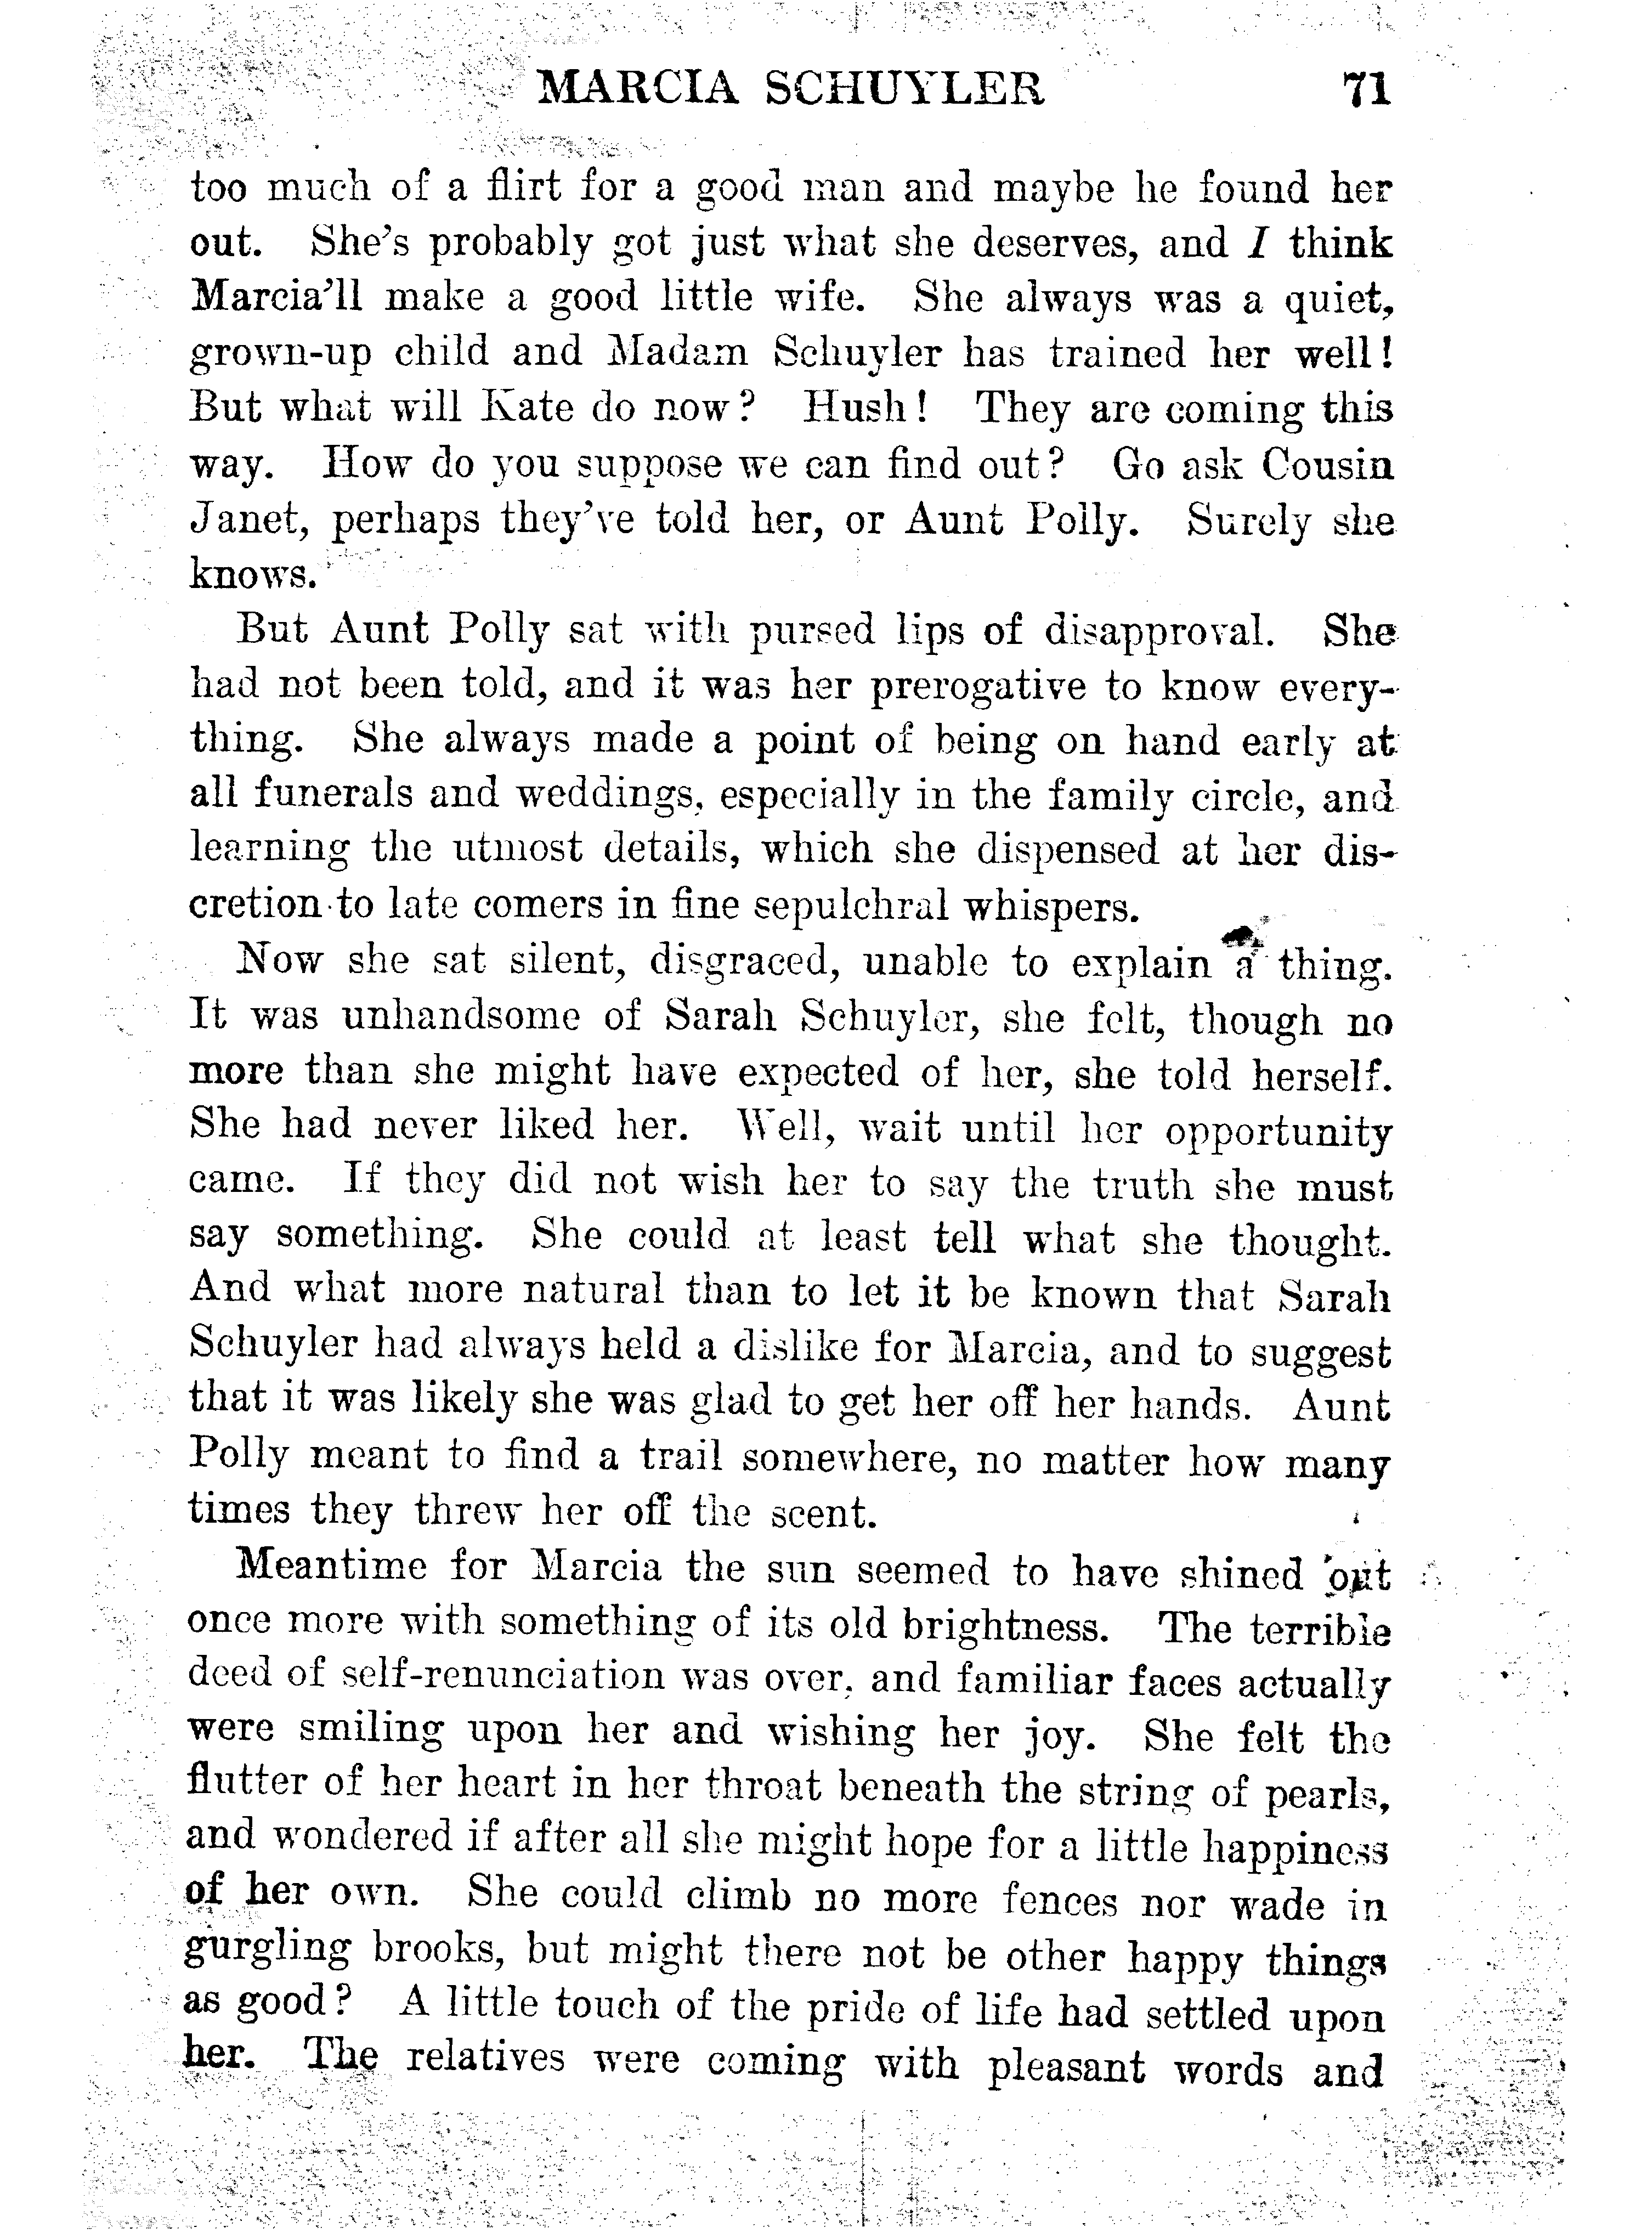 MARCIA SCHUYLER 71
too much of a flirt for a good man and maybe he found her
out. She's probably got just what she deserves, and I think
Marcia'll make a good little wife. She always was a quiet,
grown-up child and Madam Schuyler has trained her well!
But what will Kate do now? Hush! They are coming this
way. How do you suppose we can find out? Go ask Cousin
Janet, perhaps they've told her, or Aunt Polly. Surely she
knows.
But Aunt Polly sat with pursed lips of disapproval. She
had not been told, and it was her prerogative to know every-
thing. She always made a point of being on hand early at
all funerals and weddings, especially in the family circle, and
learning the utmost details, which she dispensed at her dis-
cretion to late comers in fine sepulchral whispers.
Now she sat silent, disgraced, unable to explain a thing.
It was unhandsome of Sarah Schuyler, she felt, though no
more than she might have expected of her, she told herself.
She had never liked her. Well, wait until her opportunity
came. If they did not wish her to say the truth she must
say something. She could at least tell what she thought.
And what more natural than to let it be known that Sarah
Schuyler had always held a dislike for Marcia, and to suggest
that it was likely she was glad to get her off her hands. Aunt
Polly meant to find a trail somewhere, no matter how many
times they threw her off the scent.
Meantime for Marcia the sun seemed to have shined out
once more with something of its old brightness. The terrible
deed of self-renunciation was over, and familiar faces actually
were smiling upon her and wishing her joy. She felt the
flutter of her heart in her throat beneath the string of pearls,
and wondered if after all she might hope for a little happiness
of her own. She could climb no more fences nor wade in
gurgling brooks, but might there not be other happy things
as good? A little touch of the pride of life had settled upon
her. The relatives were coming with pleasant words and